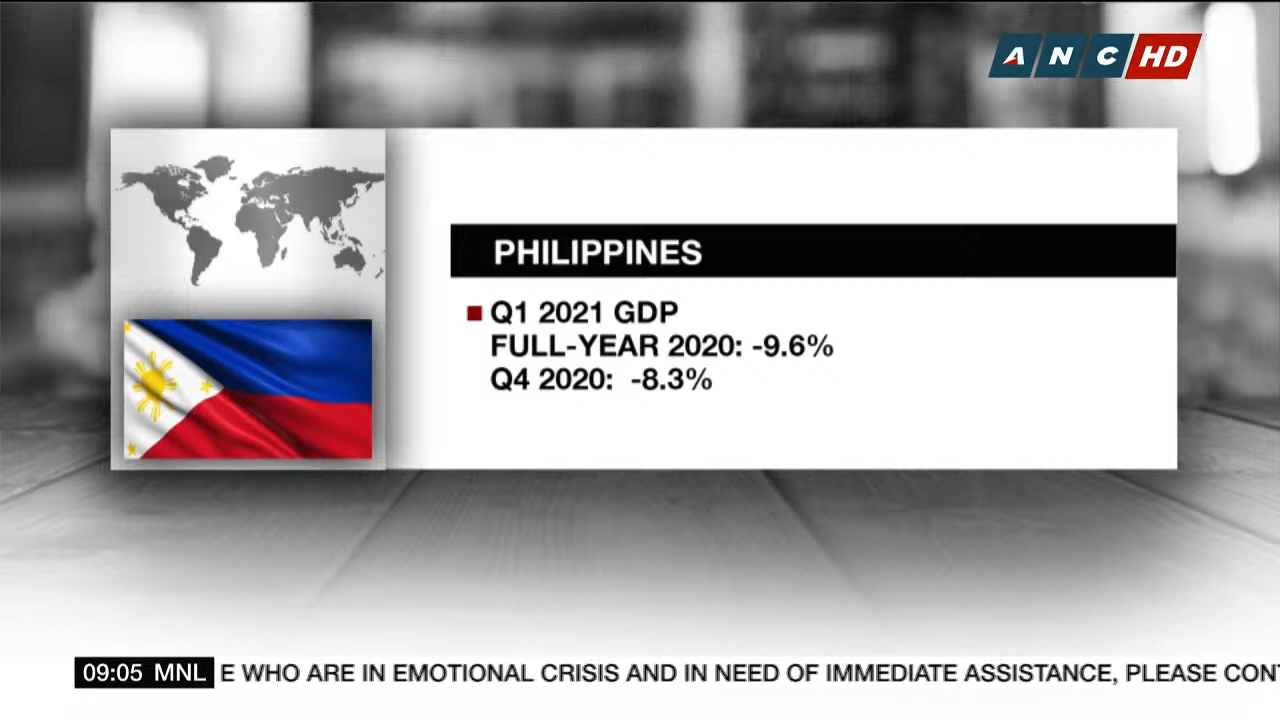 ANC HD
PHILIPPINES
Q1 2021 GDP
FULL-YEAR 2020: -9.6%
Q4 2020: -8.3%
09:05 MNL
E WHO ARE IN EMOTIONAL CRISIS AND IN NEED OF IMMEDIATE ASSISTANCE, PLEASE CON